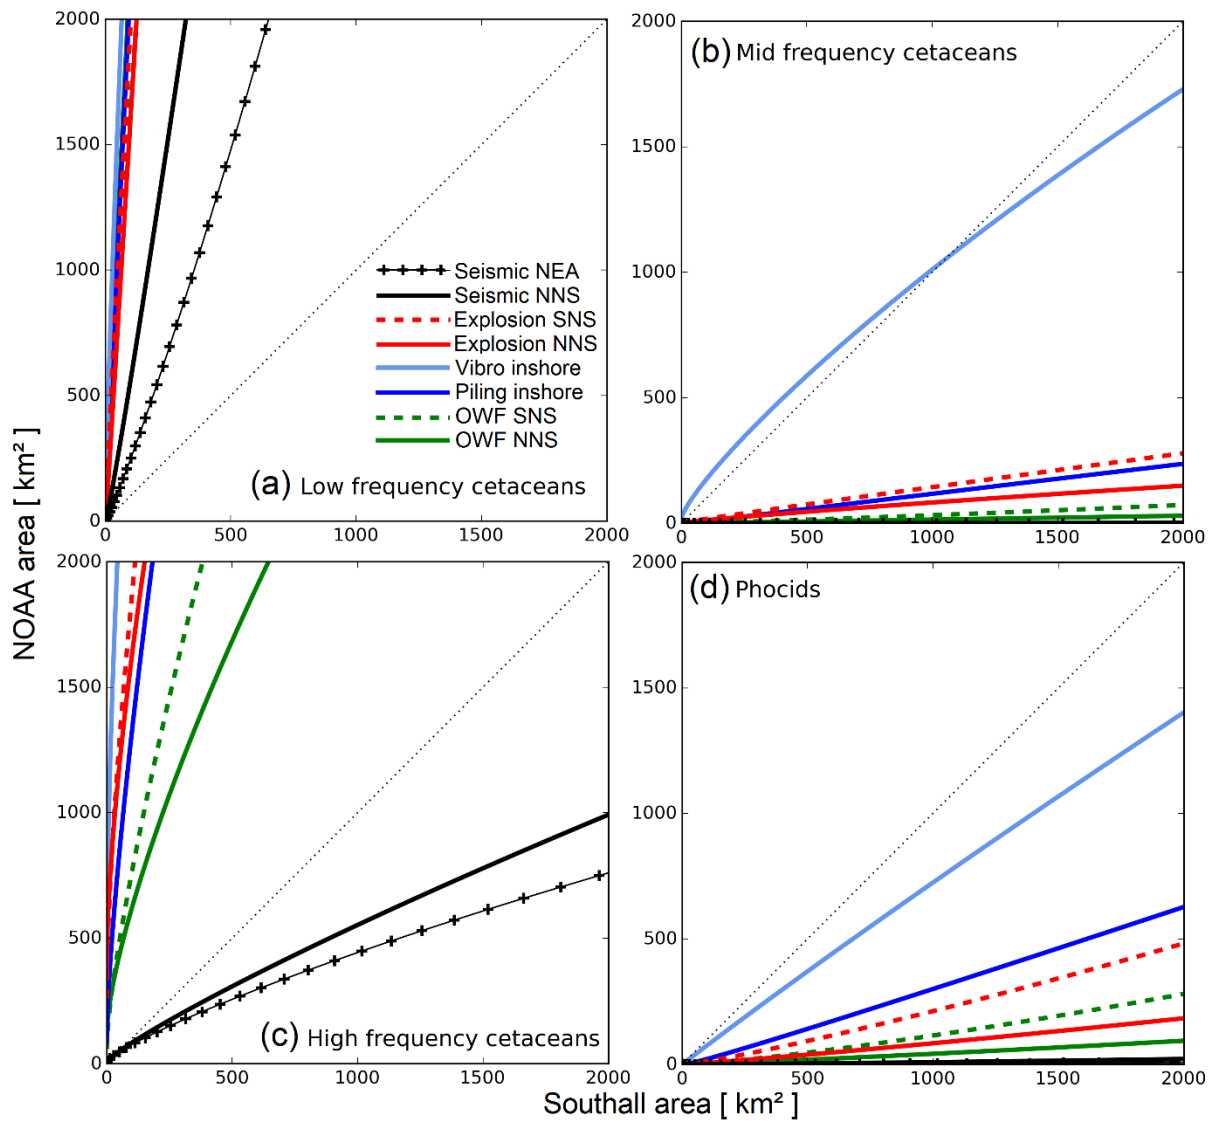 2000
1500
1000
500
0
0
500
1000
1500
2000
Seismic NEA
Seismic NNS
Explosion SNS
Explosion NNS
Vibro inshore
Piling inshore
OWF SNS
OWF NNS
(a) Low frequency cetaceans
2000
1500
1000
500
0
0
500
1000
1500
2000
(b) Mid frequency cetaceans
2000
1500
1000
500
0
0
500
1000
1500
2000
(c) High frequency cetaceans
2000
1500
1000
500
0
0
500
1000
1500
2000
(d) Phocids
NOAA area [ km² ]
Southall area [ km² ]